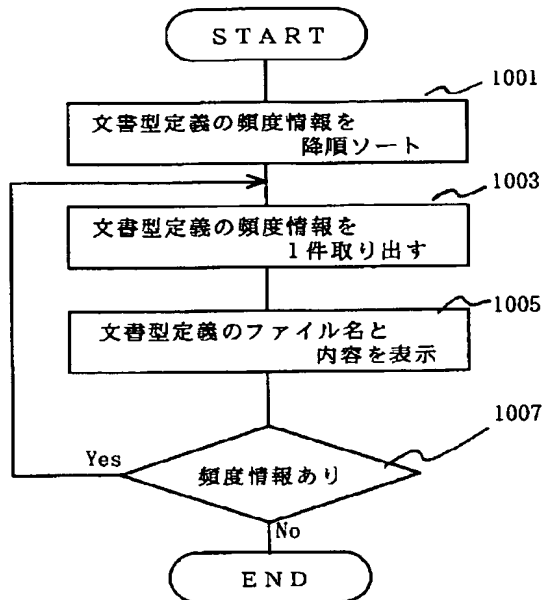 START
1001
文書型定義の頻度情報を
降順ソート
1003
文書型定義の頻度情報を
1件取り出す
1005
文書型定義のファイル名と
内容を表示
1007
Yes
頻度情報あり
No
END